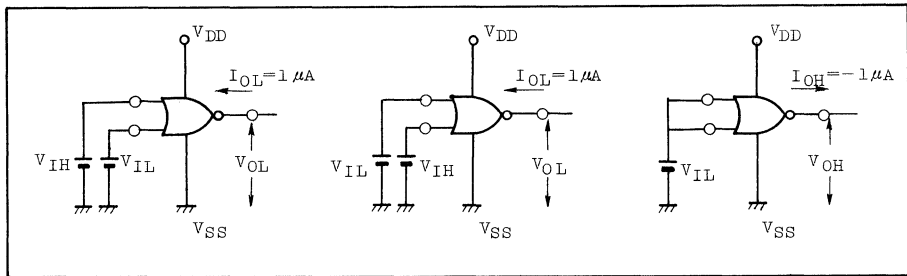 VDD
VDD
VDD
IOL=1μA
IOL=1μA
IOH=-1μA
VIH
VIL
VOL
VIL
VIH
VOL
VIL
VOH
VSS
VSS
VSS